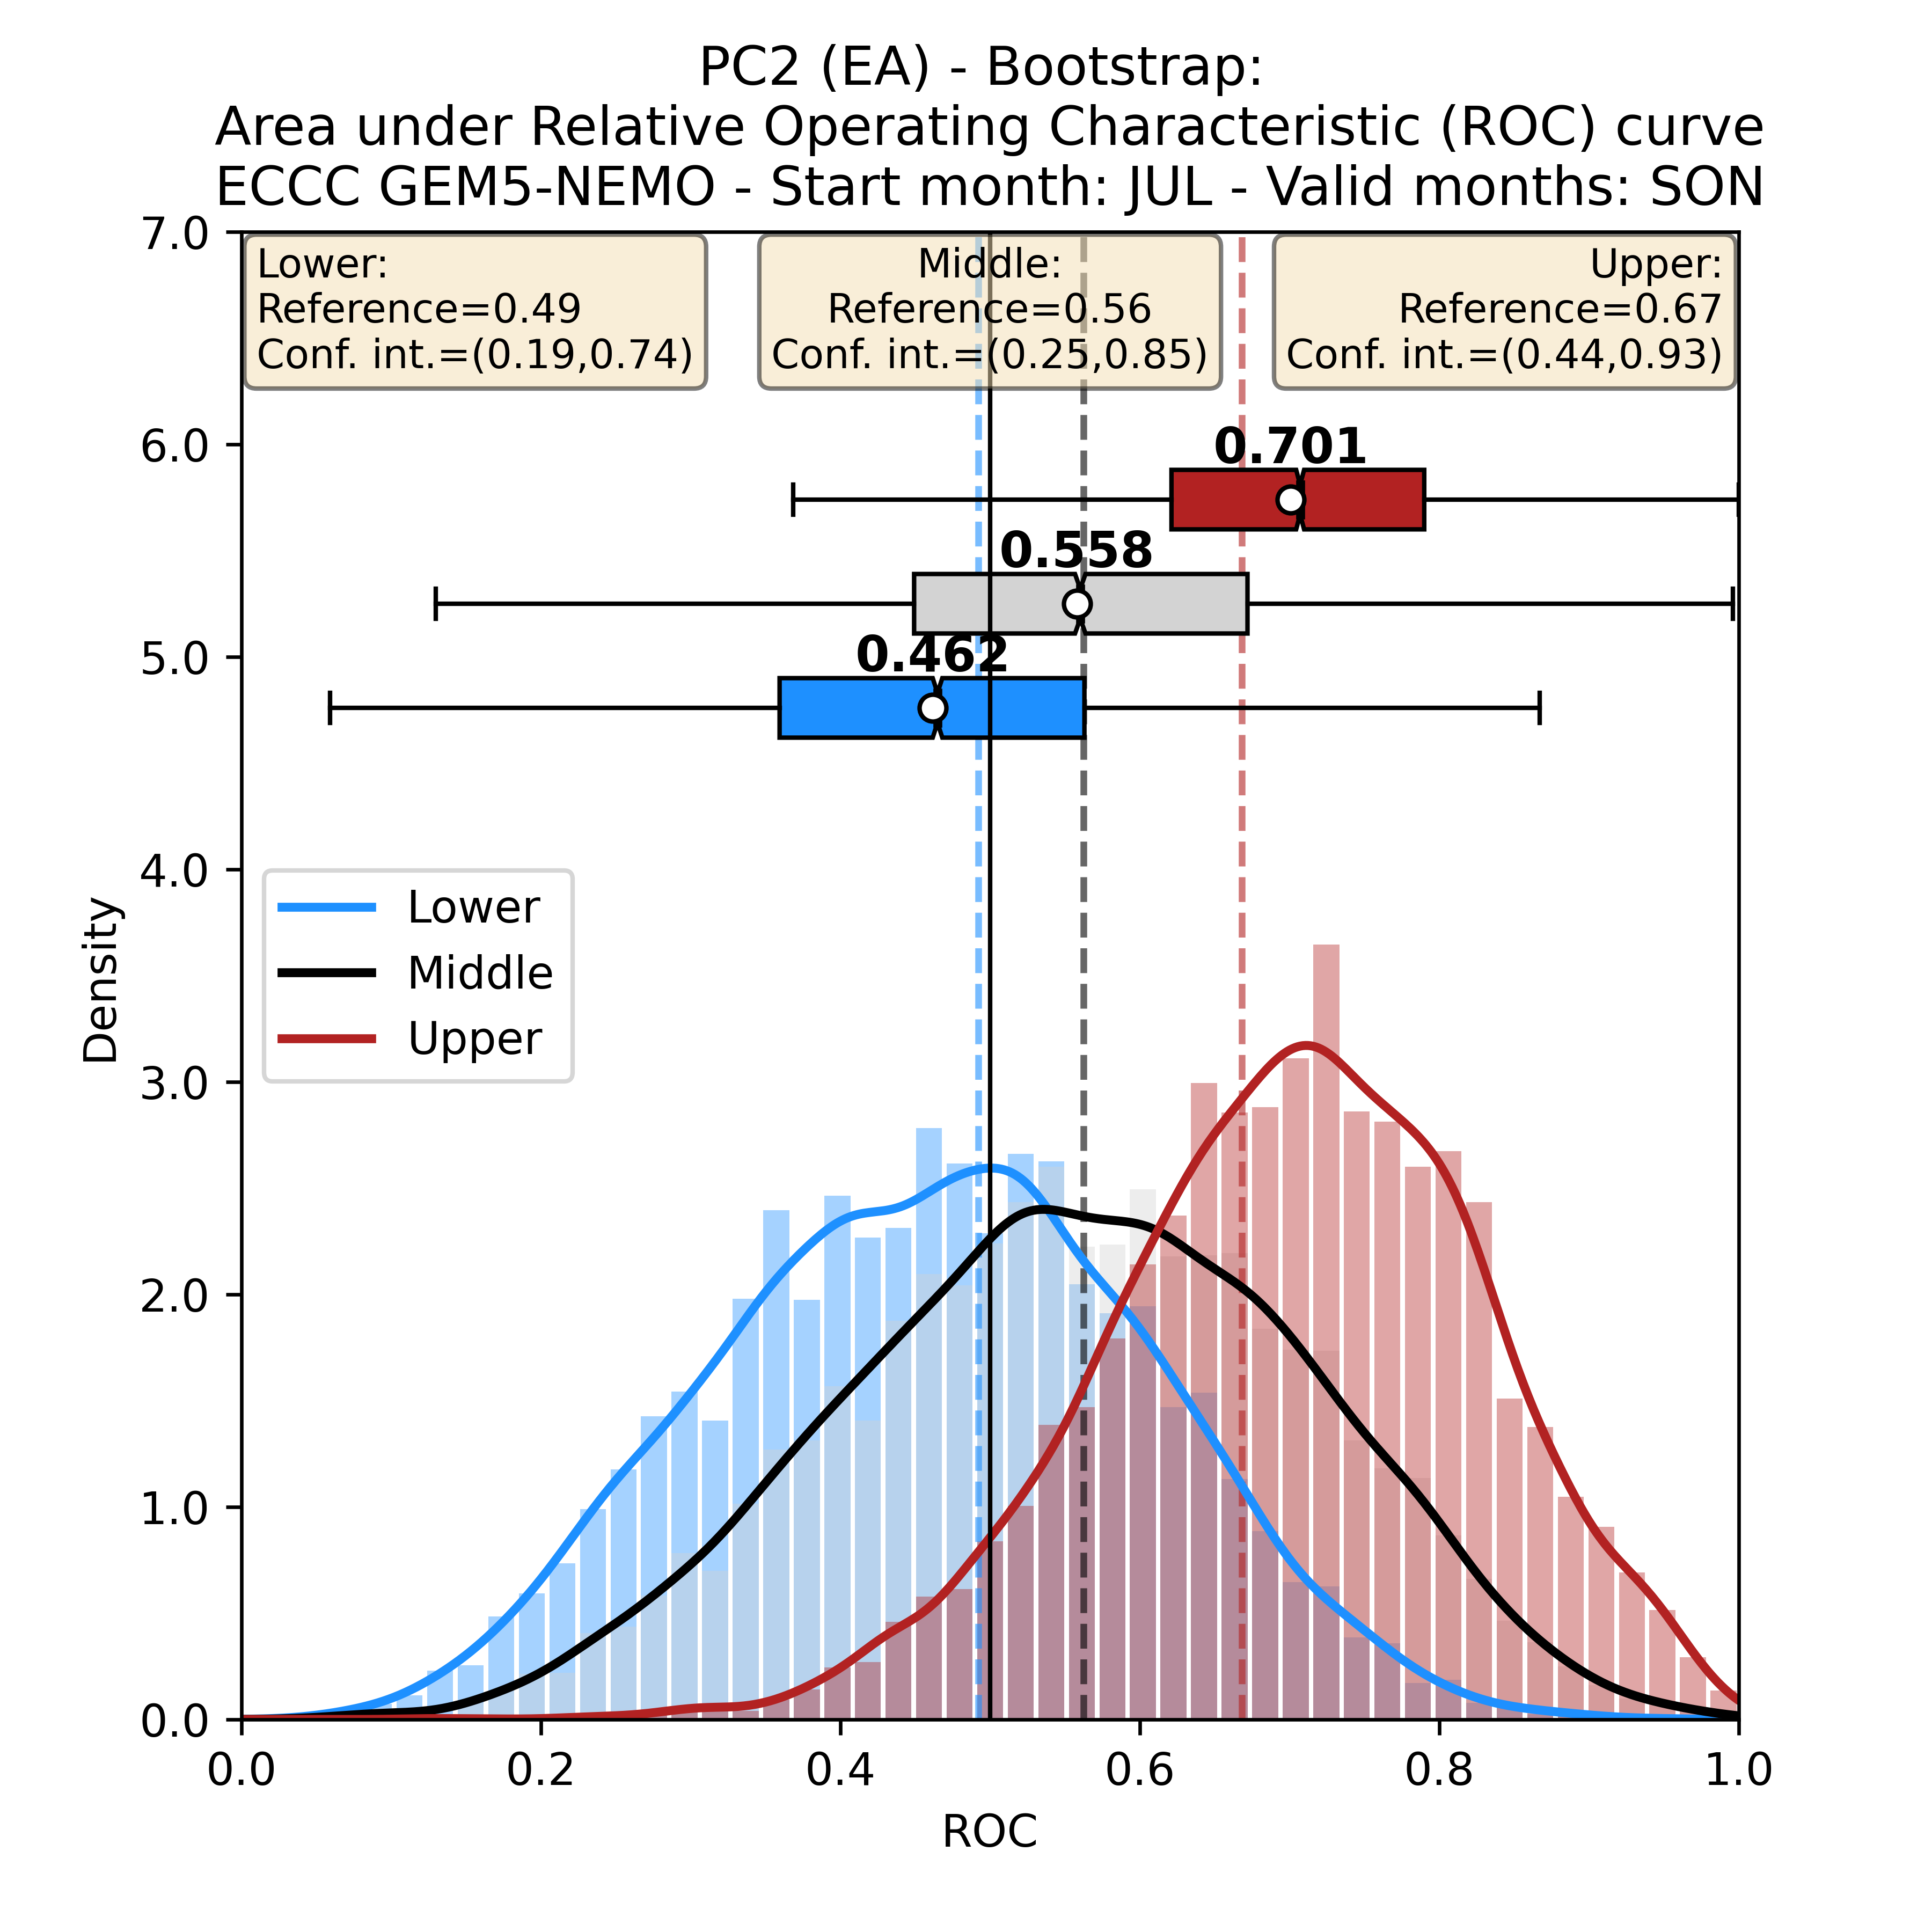 PC2 (EA) - Bootstrap:
Area under Relative Operating Characteristic (ROC) curve
ECCC GEM5-NEMO - Start month: JUL - Valid months: SON
7.0
Lower:
Reference=0.49
Conf. int.=(0.19,0.74)
Middle:
Reference=0.56
Conf. int.=(0.25,0.85)
Upper:
Reference=0.67
Conf. int.=(0.44,0.93)
6.0
0.701
0.558
5.0
0.462
4.0
Lower
Middle
Upper
Density
3.0
2.0
1.0
0.0
0.0 0.2 0.4 0.6 0.8 1.0
ROC